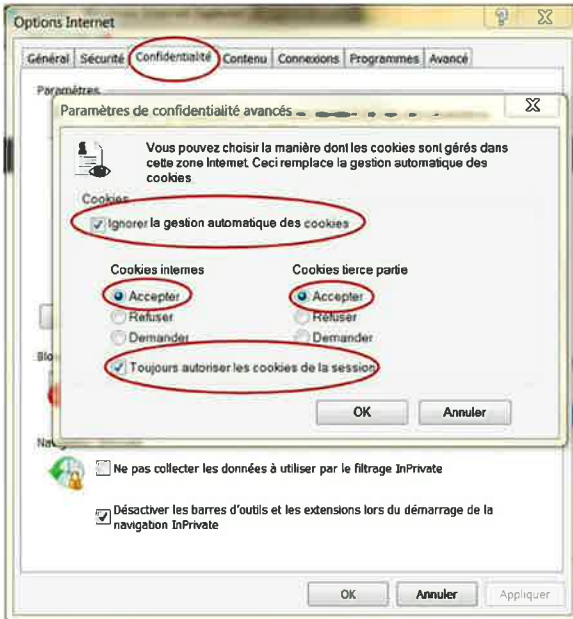 Options Internet
Général Sécurité Confidentialité Contenu Connexions Programmes Avancé
Paramètres
Paramètres de confidentialité avancés
Vous pouvez choisir la manière dont les cookies sont gérés dans
cette zone Internet. Ceci remplace la gestion automatique des
cookies.
Cookies
Ignorer la gestion automatique des cookies
Cookies internes Cookies tierce partie
Accepter Accepter
Refuser Refuser
Demander Demander
Toujours autoriser les cookies de la session
OK Annuler
Ne pas collecter les données à utiliser par le filtrage InPrivate
Désactiver les barres d'outils et les extensions lors du démarrage de la
navigation InPrivate
OK Annuler Appliquer